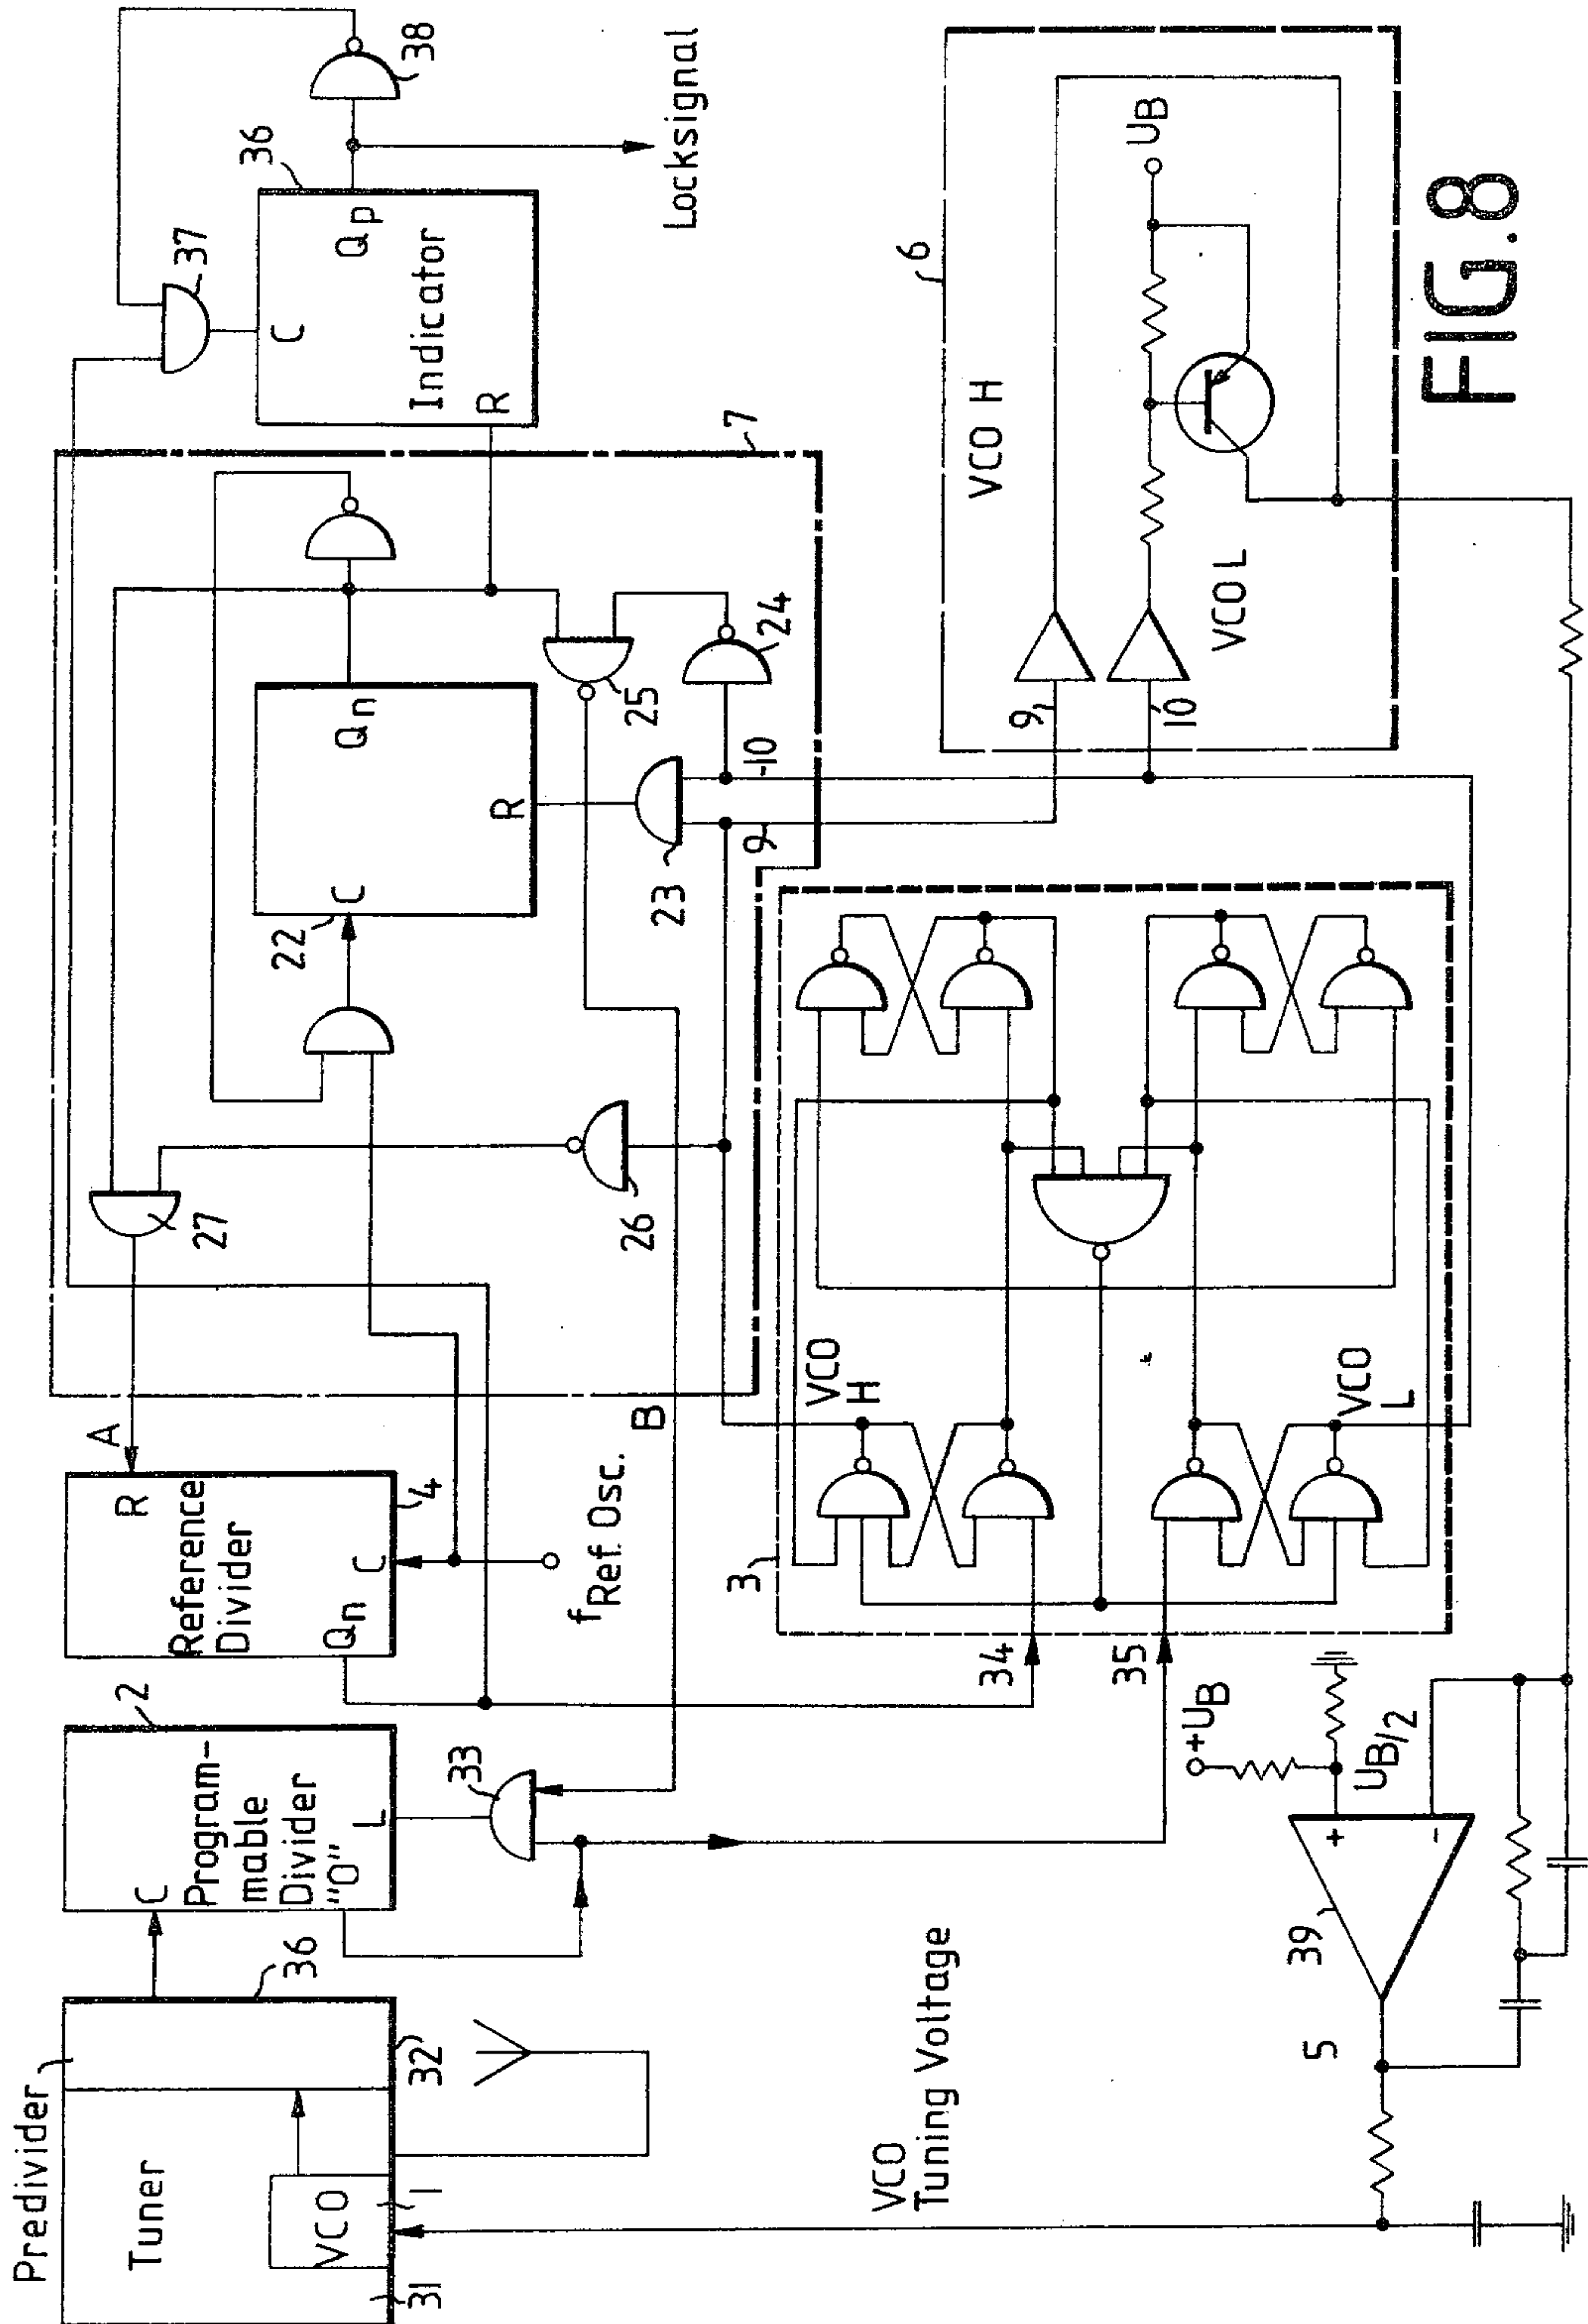 Predivider
Tuner
VCO
31
1
32
36
C
Program-
mable
Divider
"0"
L
2
33
Reference
Divider
R
Qn
C
4
A
fRef. Osc.
B
27
26
22
C
Qn
R
23
24
25
9
10
7
37
C
Qp
Indicator
R
36
38
Locksignal
34
35
3
VCO
H
VCO
L
9
10
VCO H
VCO L
UB
6
VCO
Tuning Voltage
5
39
+
-
+UB
UB/2
FIG.8